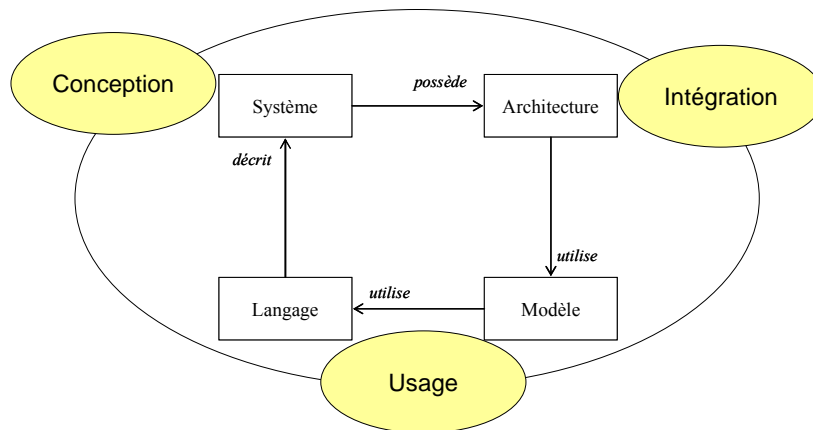 Conception
possède
Système
Architecture
Intégration
décrit
utilise
utilise
Langage
Modèle
Usage